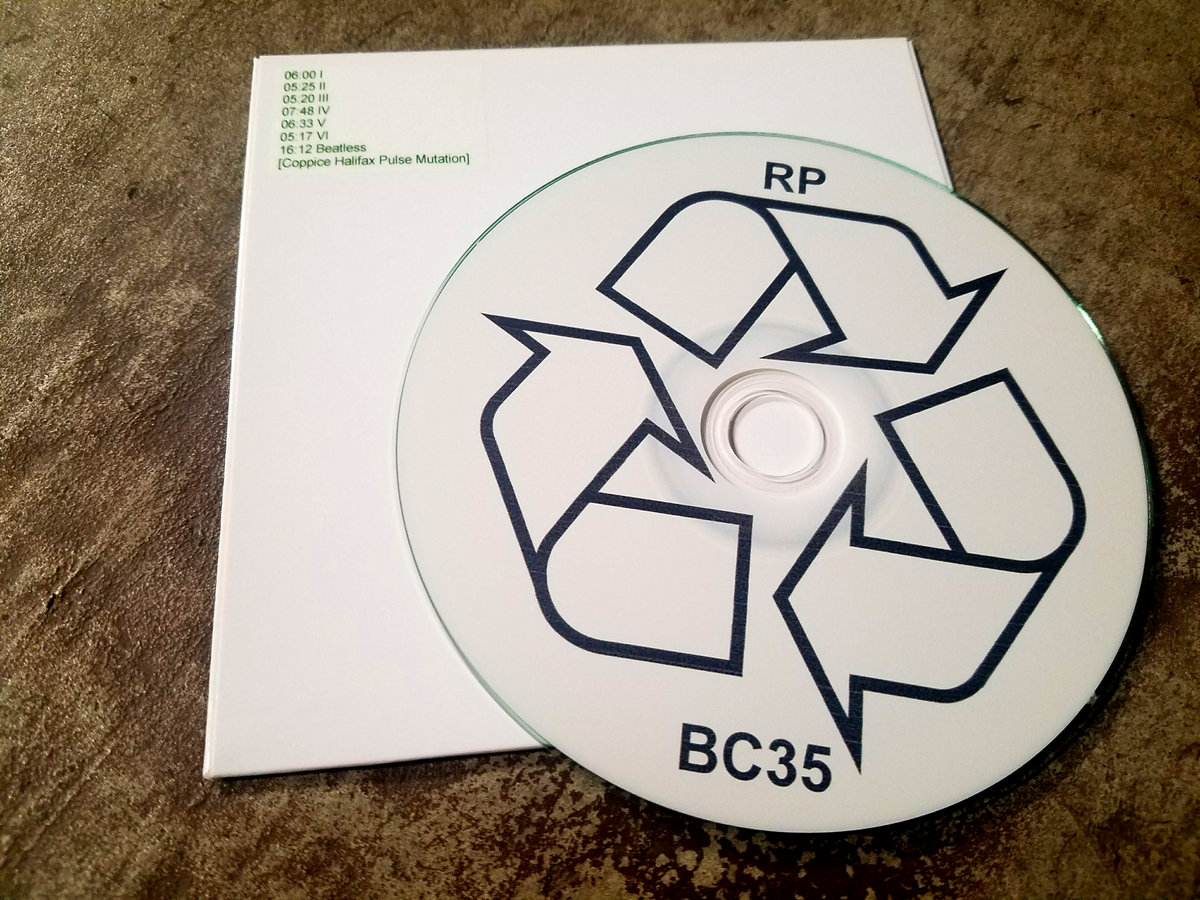 06:00 I
05:25 II
05:20 III
07:48 IV
06:33 V
05:17 VI
16:12 Beatless
[Coppice Halifax Pulse Mutation]
RP
BC35